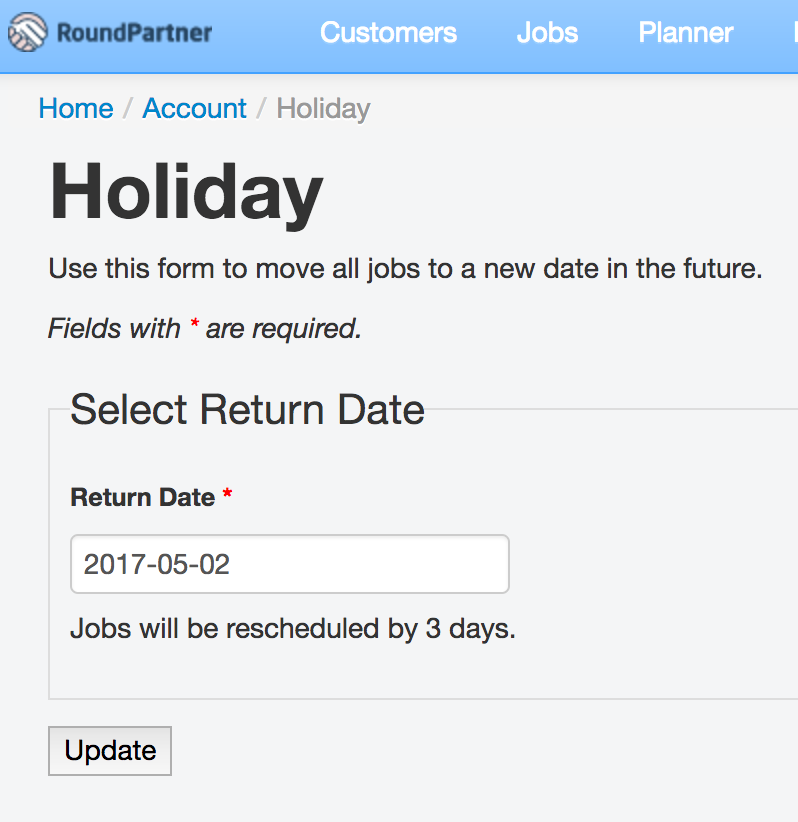 RoundPartner Customers Jobs Planner
Home / Account / Holiday
Holiday
Use this form to move all jobs to a new date in the future.
Fields with * are required.
Select Return Date
Return Date *
2017-05-02
Jobs will be rescheduled by 3 days.
Update